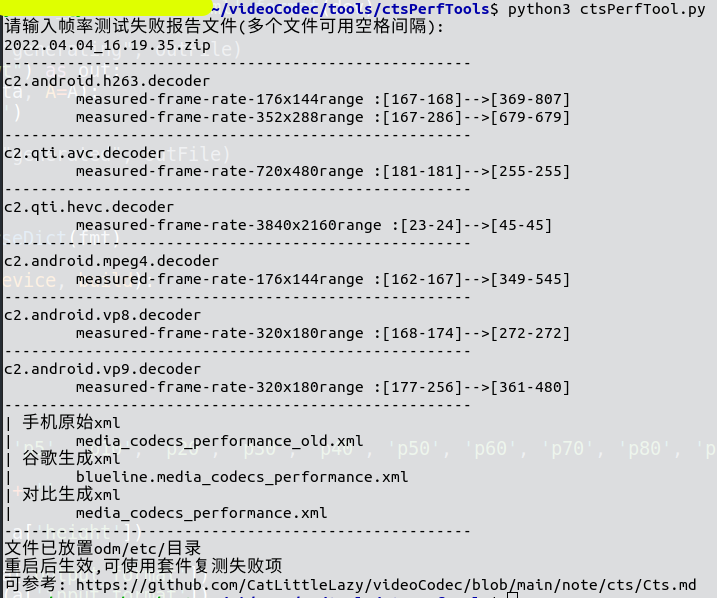 ~/videoCodec/tools/ctsPerfTools$ python3 ctsPerfTool.py
请输入帧率测试失败报告文件(多个文件可用空格间隔):
2022.04.04_16.19.35.zip
---------------------------------------------------
c2.android.h263.decoder
measured-frame-rate-176x144range :[167-168]-->[369-807]
measured-frame-rate-352x288range :[167-286]-->[679-679]
---------------------------------------------------
c2.qti.avc.decoder
measured-frame-rate-720x480range :[181-181]-->[255-255]
---------------------------------------------------
c2.qti.hevc.decoder
measured-frame-rate-3840x2160range :[23-24]-->[45-45]
---------------------------------------------------
c2.android.mpeg4.decoder
measured-frame-rate-176x144range :[162-167]-->[349-545]
---------------------------------------------------
c2.android.vp8.decoder
measured-frame-rate-320x180range :[168-174]-->[272-272]
---------------------------------------------------
c2.android.vp9.decoder
measured-frame-rate-320x180range :[177-256]-->[361-480]
---------------------------------------------------
| 手机原始xml
| media_codecs_performance_old.xml
| 谷歌生成xml
| blueline.media_codecs_performance.xml
| 对比生成xml
| media_codecs_performance.xml
---------------------------------------------------
文件已放置odm/etc/目录
重启后生效,可使用套件复测失败项
可参考: https://github.com/CatLittleLazy/videoCodec/blob/main/note/cts/Cts.md